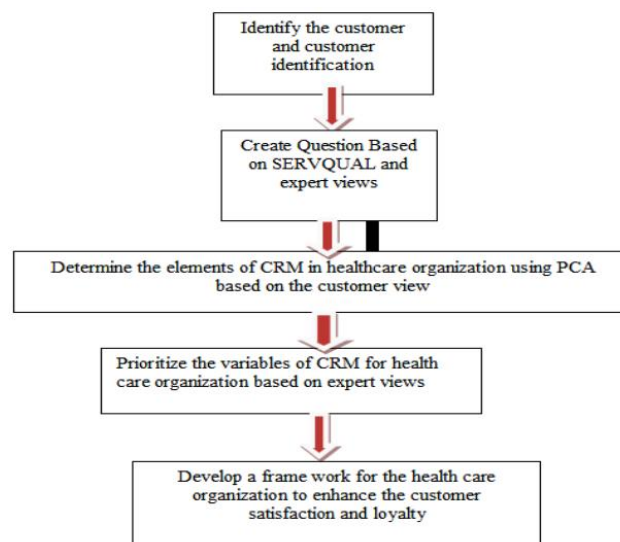 Identify the customer
and customer
identification
Create Question Based
on SERVQUAL and
expert views
Determine the elements of CRM in healthcare organization using PCA
based on the customer view
Prioritize the variables of CRM for health
care organization based on expert views
Develop a frame work for the health care
organization to enhance the customer
satisfaction and loyalty